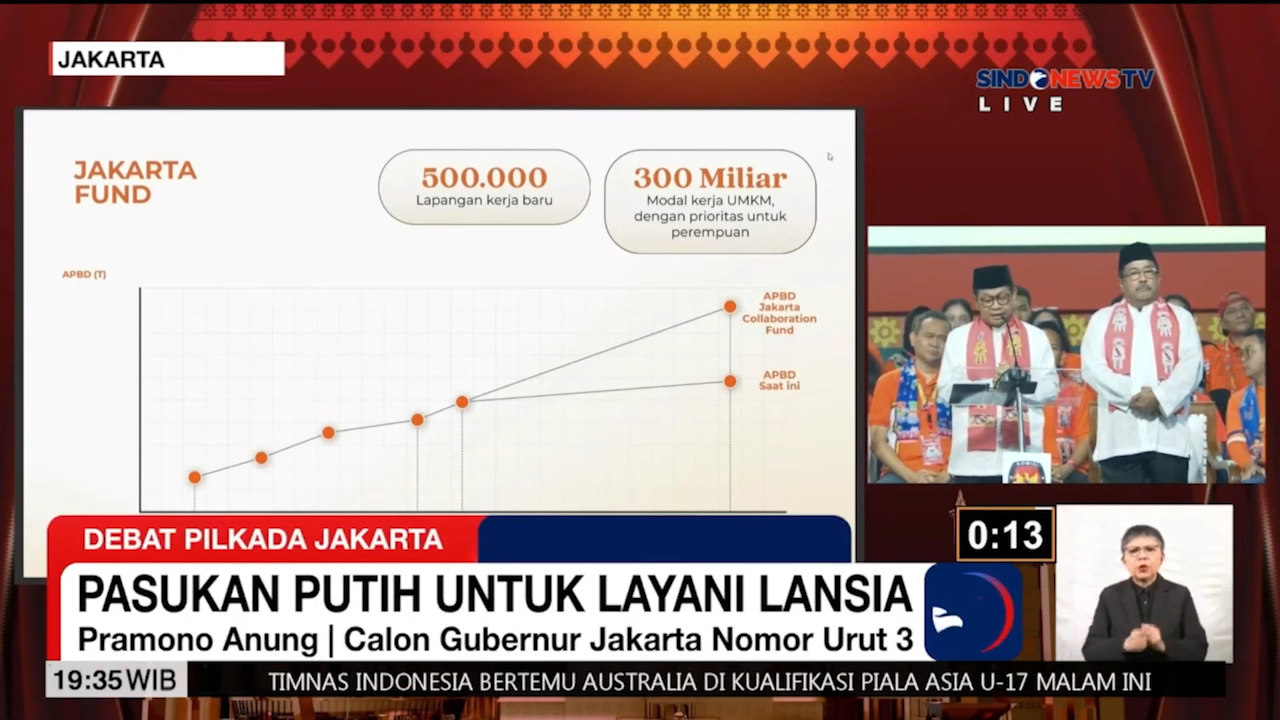 JAKARTA
SINDONEWSTV
LIVE
JAKARTA
FUND
500.000
Lapangan kerja baru
300 Miliar
Modal kerja UMKM,
dengan prioritas untuk
perempuan
APBD (T)
APBD
Jakarta
Collaboration
Fund
APBD
Saat ini
0:13
DEBAT PILKADA JAKARTA
PASUKAN PUTIH UNTUK LAYANI LANSIA
Pramono Anung | Calon Gubernur Jakarta Nomor Urut 3
19:35 WIB
TIMNAS INDONESIA BERTEMU AUSTRALIA DI KUALIFIKASI PIALA ASIA U-17 MALAM INI